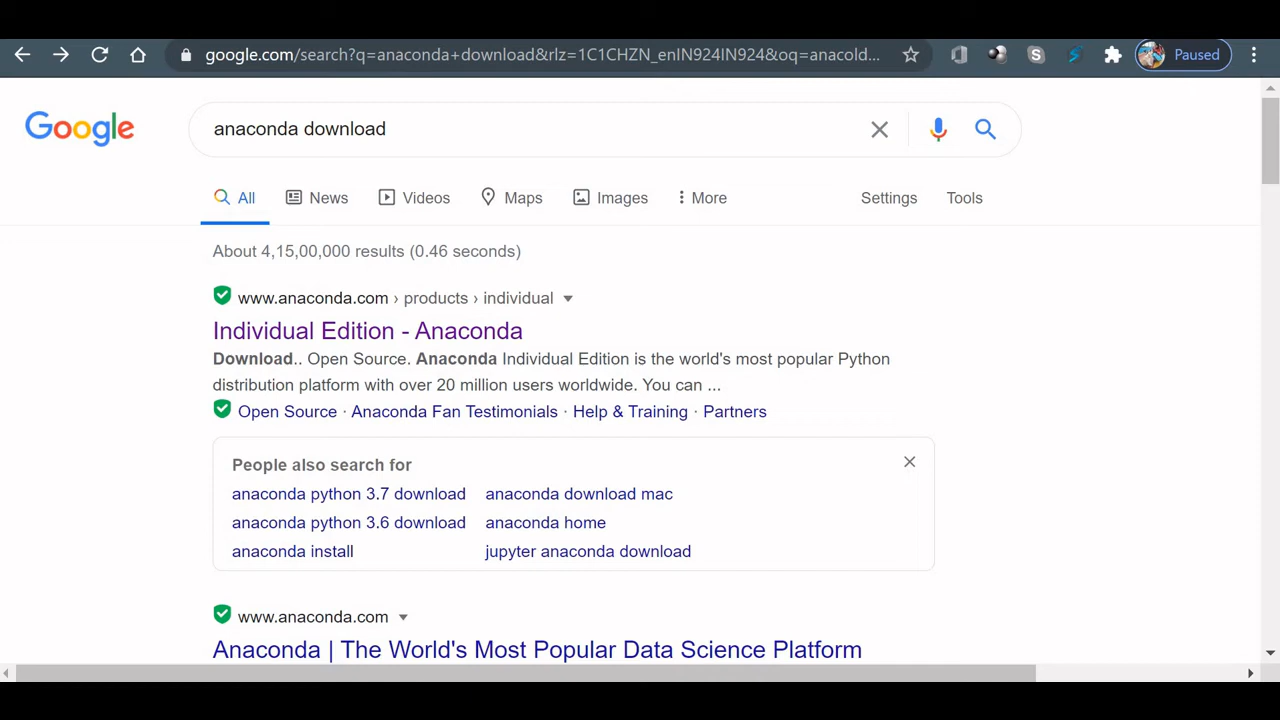 google.com/search?q=anaconda+download&rlz=1C1CHZN_enIN924IN924&oq=anacold...
Paused
Google
anaconda download
All News Videos Maps Images More Settings Tools
About 4,15,00,000 results (0.46 seconds)
www.anaconda.com › products › individual
Individual Edition - Anaconda
Download.. Open Source. Anaconda Individual Edition is the world's most popular Python
distribution platform with over 20 million users worldwide. You can ...
Open Source · Anaconda Fan Testimonials · Help & Training · Partners
People also search for
anaconda python 3.7 download anaconda download mac
anaconda python 3.6 download anaconda home
anaconda install jupyter anaconda download
www.anaconda.com
Anaconda | The World's Most Popular Data Science Platform